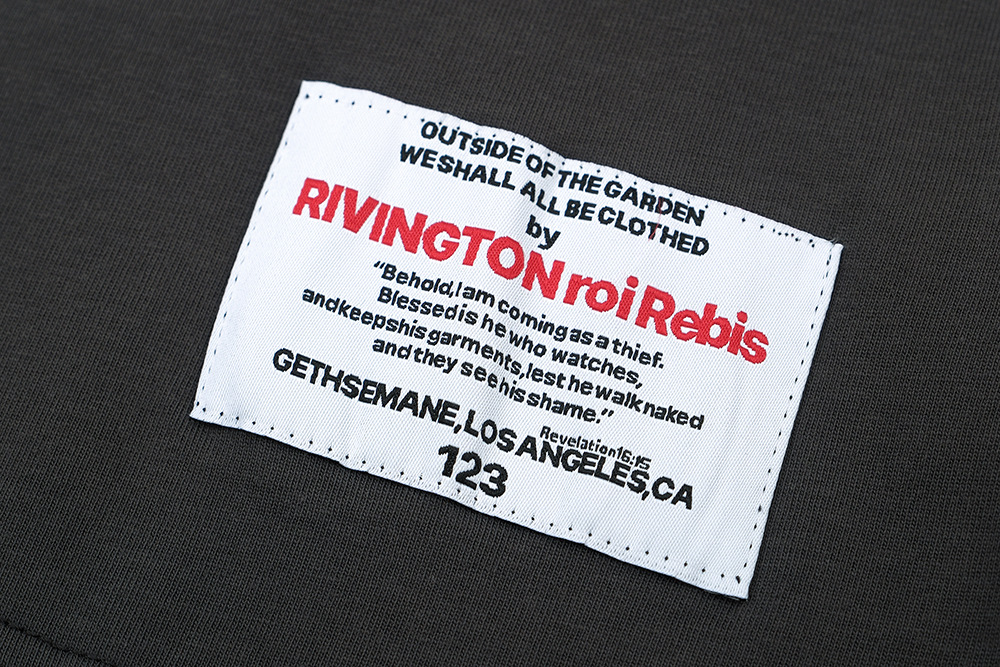 OUTSIDE OF THE GARDEN
WE SHALL ALL BE CLOTHED
by
RIVINGTON roi Rebis
"Behold, I am coming as a thief.
Blessed is he who watches,
and keeps his garments, lest he walk naked
and they see his shame."
Revelation 16:15
GETHSEMANE, LOS ANGELES, CA
123